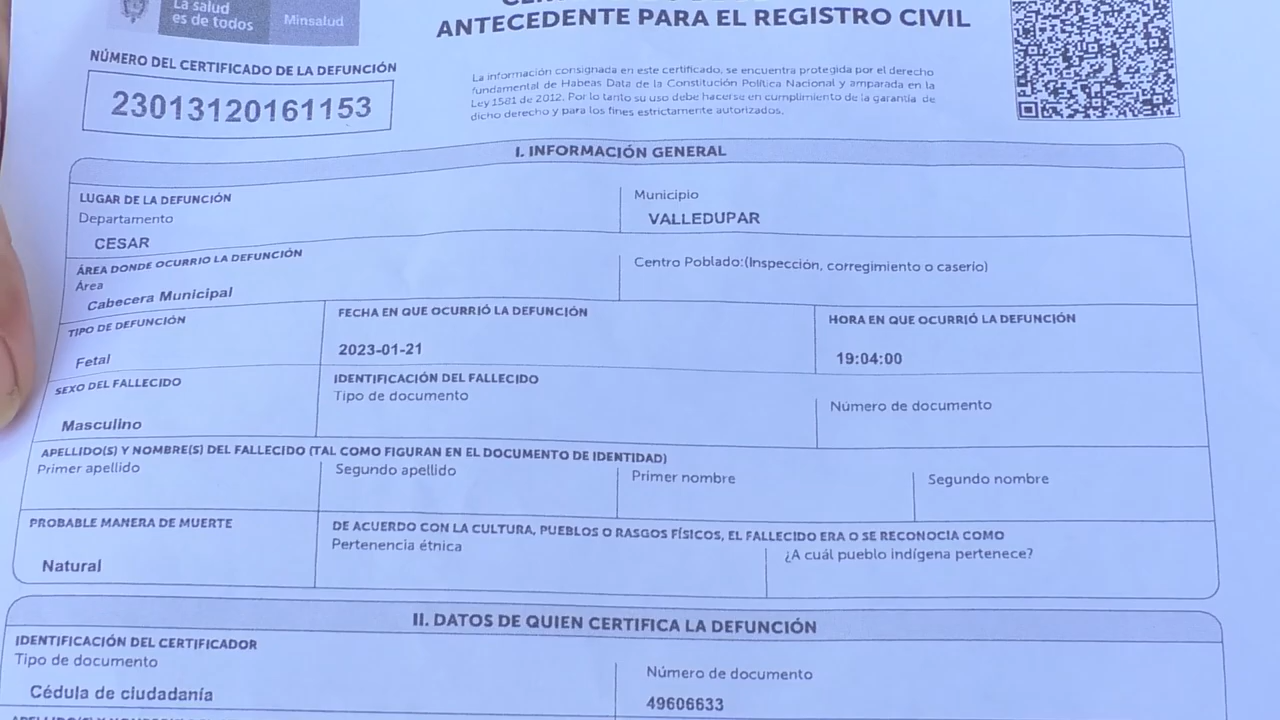 La salud
es de todos
Minsalud
ANTECEDENTE PARA EL REGISTRO CIVIL
NÚMERO DEL CERTIFICADO DE LA DEFUNCIÓN
23013120161153
La información consignada en este certificado, se encuentra protegida por el derecho
fundamental de Habeas Data de la Constitución Política Nacional y amparada en la
Ley 1581 de 2012. Por lo tanto su uso debe hacerse en cumplimiento de la garantía de
dicho derecho y para los fines estrictamente autorizados.
I. INFORMACIÓN GENERAL
LUGAR DE LA DEFUNCIÓN
Departamento
CESAR
Municipio
VALLEDUPAR
ÁREA DONDE OCURRIO LA DEFUNCIÓN
Área
Cabecera Municipal
Centro Poblado:(Inspección, corregimiento o caserío)
TIPO DE DEFUNCIÓN
Fetal
FECHA EN QUE OCURRIÓ LA DEFUNCIÓN
2023-01-21
HORA EN QUE OCURRIÓ LA DEFUNCIÓN
19:04:00
SEXO DEL FALLECIDO
Masculino
IDENTIFICACIÓN DEL FALLECIDO
Tipo de documento
Número de documento
APELLIDO(S) Y NOMBRE(S) DEL FALLECIDO (TAL COMO FIGURAN EN EL DOCUMENTO DE IDENTIDAD)
Primer apellido
Segundo apellido
Primer nombre
Segundo nombre
PROBABLE MANERA DE MUERTE
Natural
DE ACUERDO CON LA CULTURA, PUEBLOS O RASGOS FÍSICOS, EL FALLECIDO ERA O SE RECONOCIA COMO
Pertenencia étnica
¿A cuál pueblo indígena pertenece?
II. DATOS DE QUIEN CERTIFICA LA DEFUNCIÓN
IDENTIFICACIÓN DEL CERTIFICADOR
Tipo de documento
Cédula de ciudadanía
Número de documento
49606633